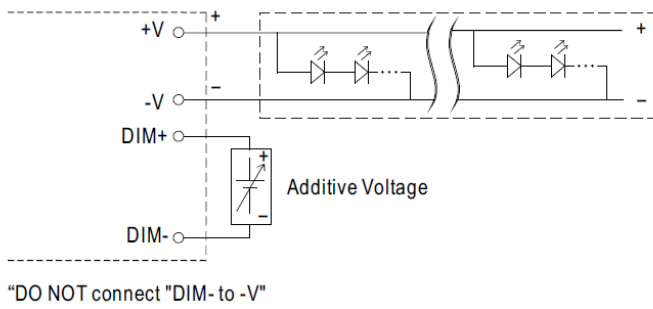 +V
+
+
-V
−
−
DIM+
+
Additive Voltage
−
DIM-
“DO NOT connect "DIM- to -V"